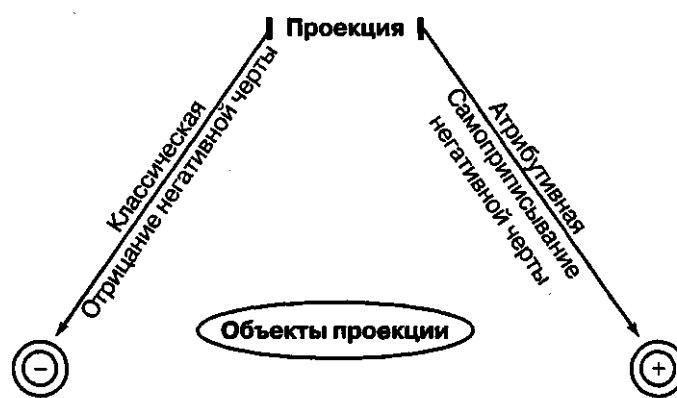 Проекция
Классическая
Отрицание негативной черты
Атрибутивная
Самоприписывание
негативной черты
Объекты проекции
−
+